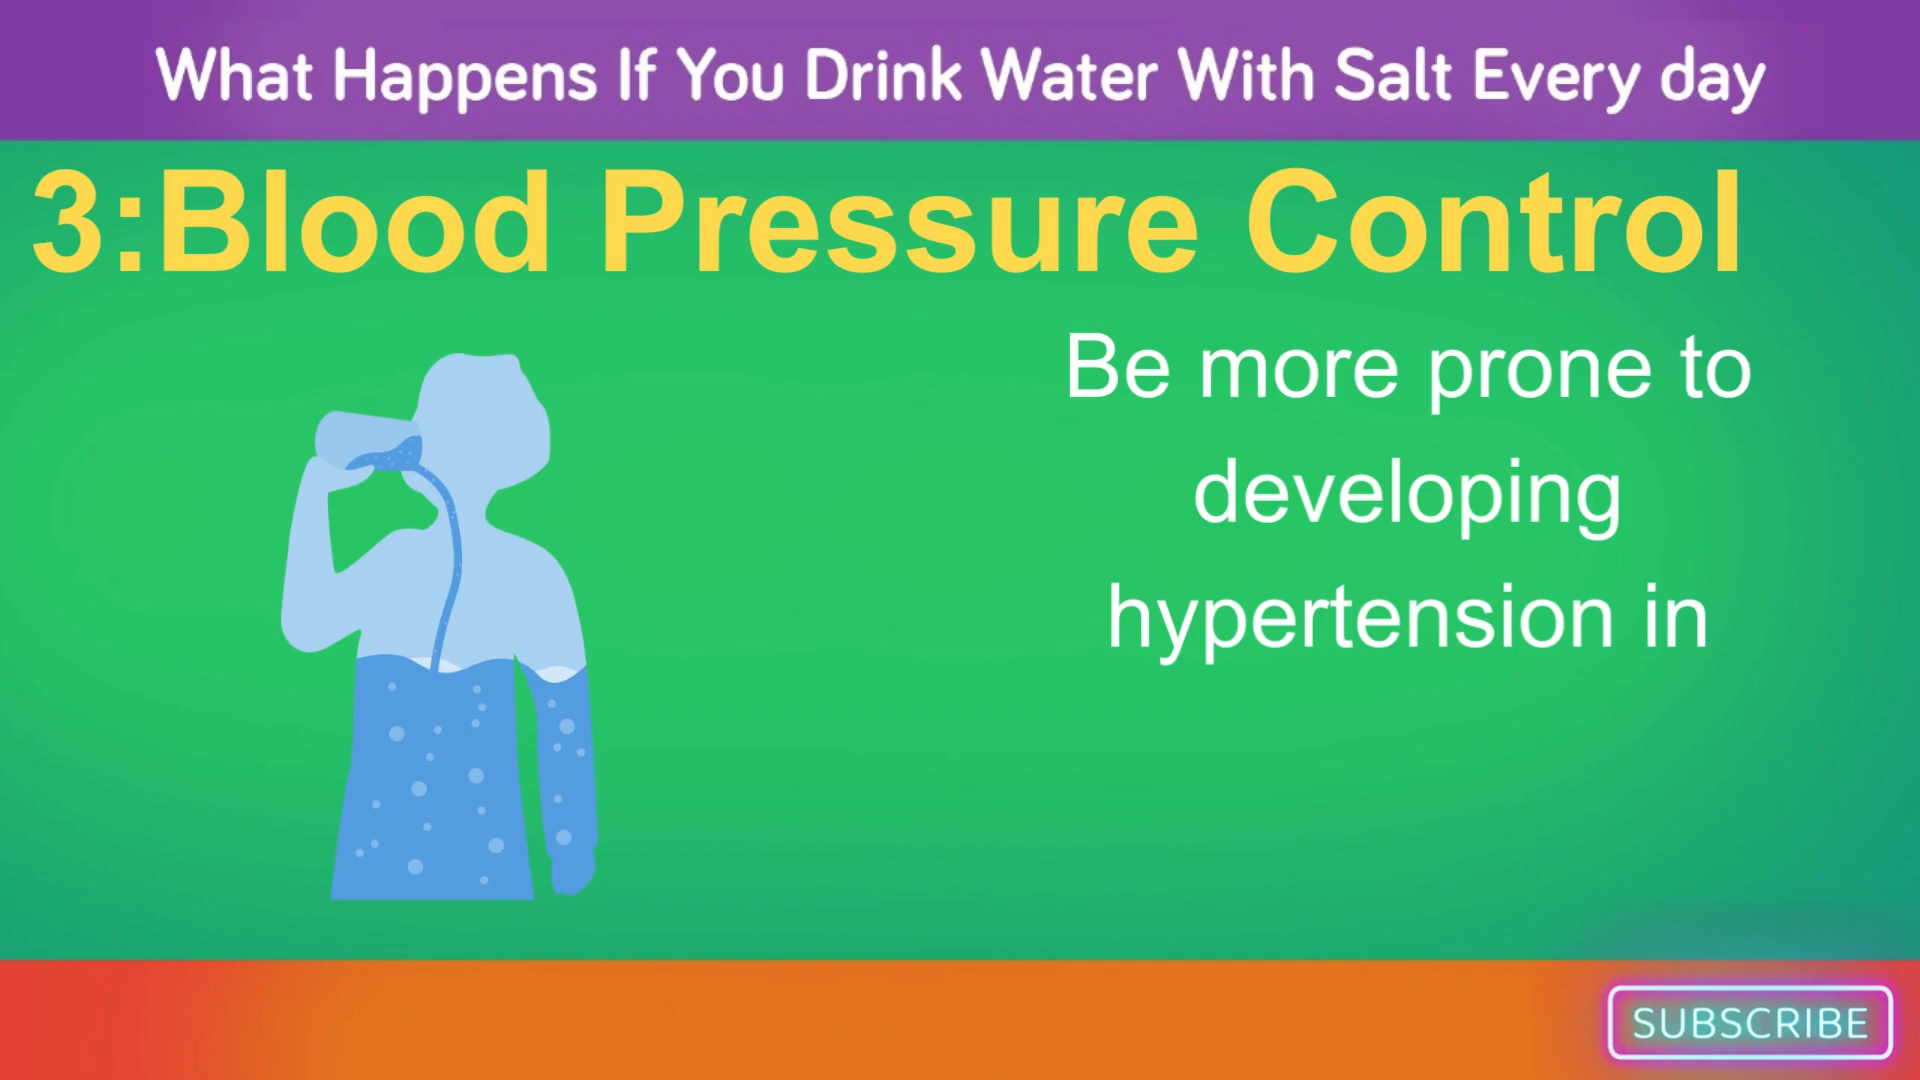 What Happens If You Drink Water With Salt Every day
3:Blood Pressure Control
Be more prone to
developing
hypertension in
SUBSCRIBE